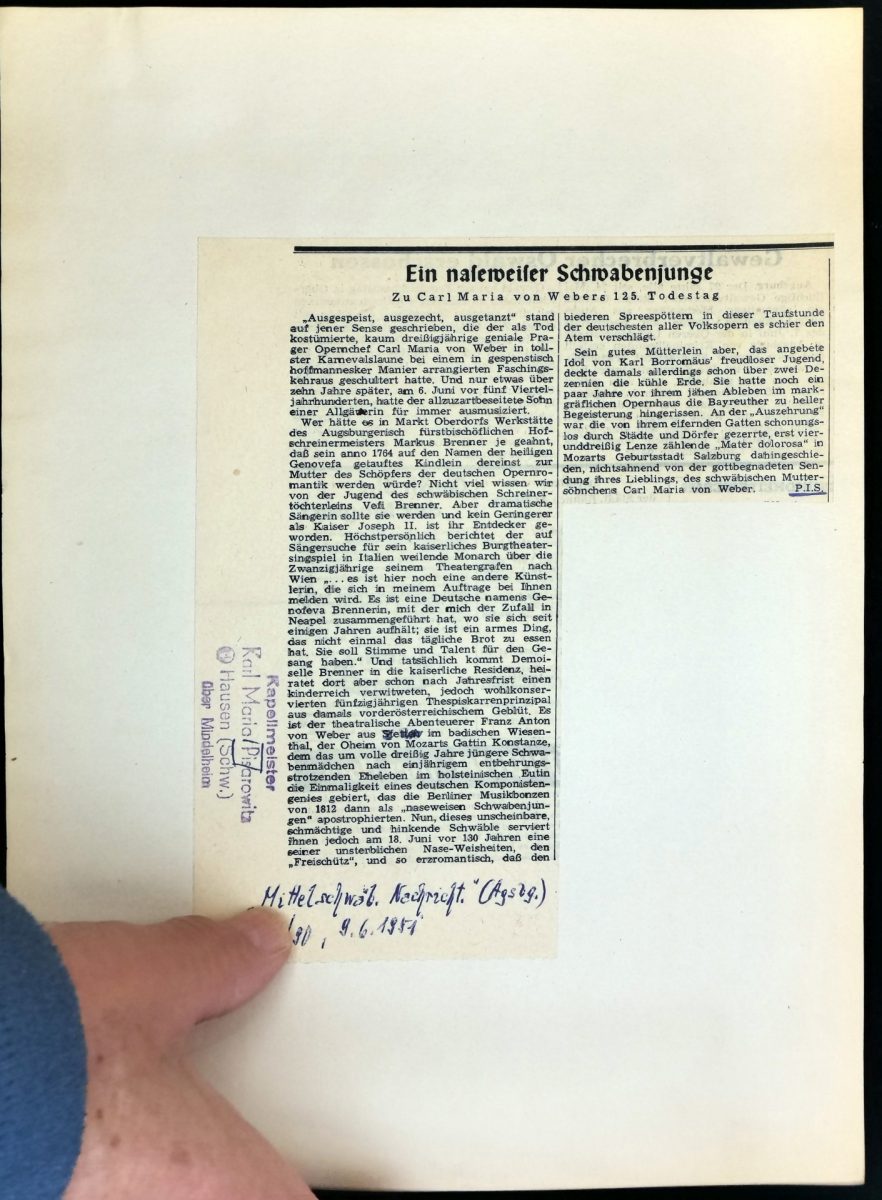 Ein naseweiser Schwabenjunge
Zu Carl Maria von Webers 125. Todestag
„Ausgespeist, ausgezecht, ausgetanzt“ stand
auf jener Sense geschrieben, die der als Tod
kostümierte, kaum dreißigjährige geniale Pra-
ger Opernchef Carl Maria von Weber in toll-
ster Karnevalslaune bei einem in gespenstisch
hoffmannesker Manier arrangierten Faschings-
kehraus geschultert hatte. Und nur etwas über
zehn Jahre später, am 6. Juni vor fünf Viertel-
jahrhunderten, hatte der allzuzartbeseitete Sohn
einer Allgäuerin für immer ausmusiziert.
Wer hätte es in Markt Oberdorfs Werkstätte
des Augsburgerisch fürstbischöflichen Hof-
schreinermeisters Markus Brenner je geahnt,
daß sein anno 1764 auf den Namen der heiligen
Genovefa getauftes Kindlein dereinst zur
Mutter des Schöpfers der deutschen Opernro-
mantik werden würde? Nicht viel wissen wir
von der Jugend des schwäbischen Schreiner-
töchterleins Vefi Brenner. Aber dramatische
Sängerin sollte sie werden und kein Geringerer
als Kaiser Joseph II. ist ihr Entdecker ge-
worden. Höchstpersönlich berichtet der auf
Sängersuche für sein kaiserliches Burgtheater-
singspiel in Italien weilende Monarch über die
Zwanzigjährige seinem Theatergrafen nach
Wien „. . . es ist hier noch eine andere Künst-
lerin, die sich in meinem Auftrage bei Ihnen
melden wird. Es ist eine Deutsche namens Ge-
nofeva Brennerin, mit der mich der Zufall in
Neapel zusammengeführt hat, wo sie sich seit
einigen Jahren aufhält; sie ist ein armes Ding,
das nicht einmal das tägliche Brot zu essen
hat. Sie soll Stimme und Talent für den Ge-
sang haben.“ Und tatsächlich kommt Demoi-
selle Brenner in die kaiserliche Residenz, hei-
ratet dort aber schon nach Jahresfrist einen
kinderreich verwitweten, jedoch wohlkonser-
vierten fünfzigjährigen Thespiskarrenprinzipal
aus damals vorderösterreichischem Geblüt. Es
ist der theatralische Abenteuerer Franz Anton
von Weber aus im badischen Wiesen-
thal, der Oheim von Mozarts Gattin Konstanze,
dem das um volle dreißig Jahre jüngere Schwa-
benmädchen nach einjährigem entbehrungs-
strotzenden Eheleben im holsteinischen Eutin
die Einmaligkeit eines deutschen Komponisten-
genies gebiert, das die Berliner Musikbonzen
von 1812 dann als „naseweisen Schwabenjun-
gen“ apostrophierten. Nun, dieses unscheinbare,
schmächtige und hinkende Schwäble serviert
ihnen jedoch am 18. Juni vor 130 Jahren eine
seiner unsterblichen Nase-Weisheiten, den
„Freischütz“, und so erzromantisch, daß den
biederen Spreespöttern in dieser Taufstunde
der deutschesten aller Volksopern es schier den
Atem verschlägt.
Sein gutes Mütterlein aber, das angebete
Idol von Karl Borromäus' freudloser Jugend,
deckte damals allerdings schon über zwei De-
zennien die kühle Erde. Sie hatte noch ein
paar Jahre vor ihrem jähen Ableben im mark-
gräflichen Opernhaus die Bayreuther zu heller
Begeisterung hingerissen. An der „Auszehrung“
war die von ihrem eifernden Gatten schonungs-
los durch Städte und Dörfer gezerrte, erst vier-
unddreißig Lenze zählende „Mater dolorosa“ in
Mozarts Geburtsstadt Salzburg dahingeschie-
den, nichtsahnend von der gottbegnadeten Sen-
dung ihres Lieblings, des schwäbischen Mutter-
söhnchens Carl Maria von Weber. P.I.S.
Kapellmeister
Karl Maria Pisarowitz
Hausen (Schw.)
über Mindelheim
„Mittelschwäb. Nachricht.“ (Agsbg.)
/90, 9.6.1951